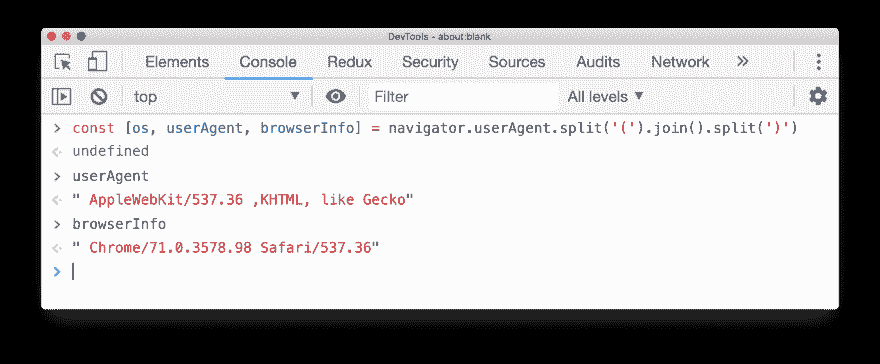 DevTools - about:blank
Elements Console Redux Security Sources Audits Network »
top ▼ Filter All levels ▼
> const [os, userAgent, browserInfo] = navigator.userAgent.split('(').join().split(')')
<· undefined
> userAgent
<· " AppleWebKit/537.36 ,KHTML, like Gecko"
> browserInfo
<· " Chrome/71.0.3578.98 Safari/537.36"
>